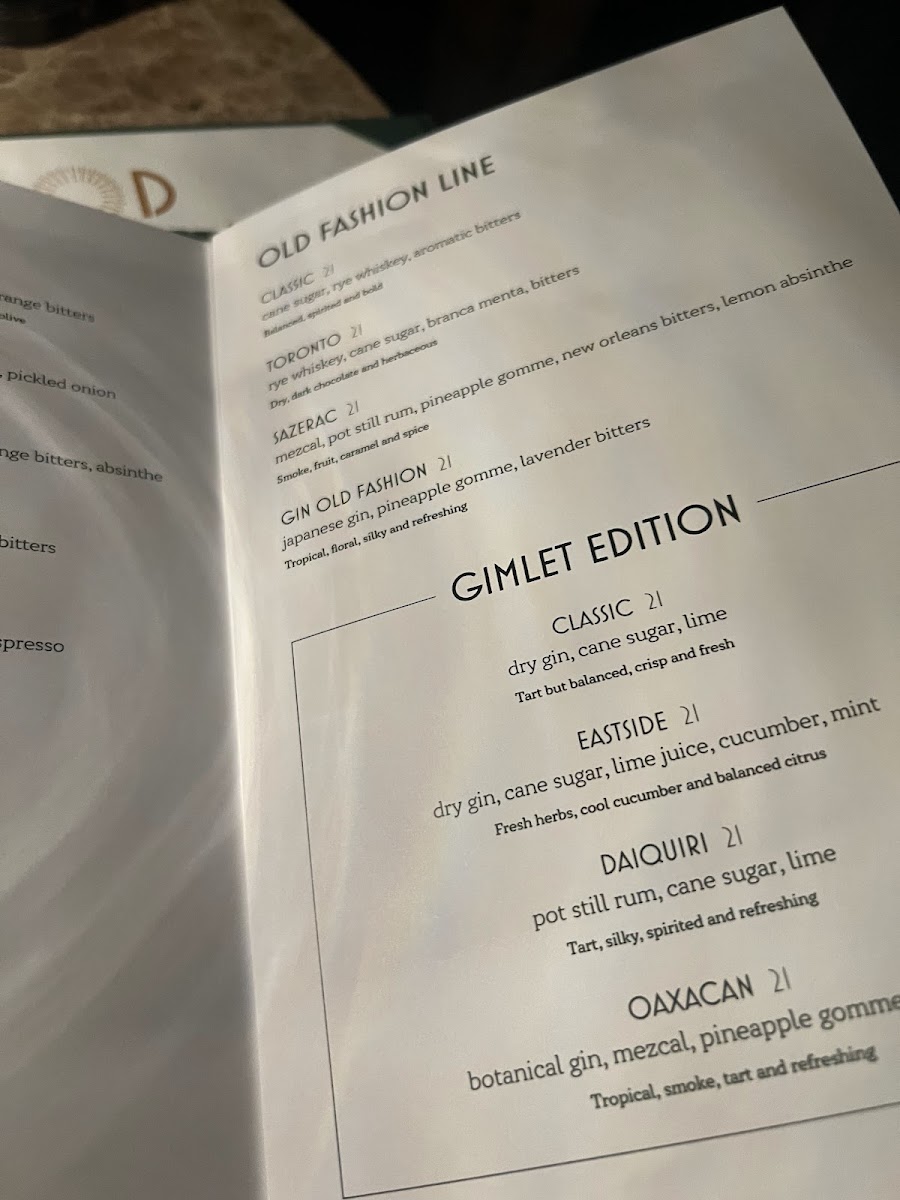 D
range bitters
olive
, pickled onion
nge bitters, absinthe
bitters
spresso
OLD FASHION LINE
CLASSIC 21
cane sugar, rye whiskey, aromatic bitters
Balanced, spirited and bold
TORONTO 21
rye whiskey, cane sugar, branca menta, bitters
Dry, dark chocolate and herbaceous
SAZERAC 21
mezcal, pot still rum, pineapple gomme, new orleans bitters, lemon absinthe
Smoke, fruit, caramel and spice
GIN OLD FASHION 21
japanese gin, pineapple gomme, lavender bitters
Tropical, floral, silky and refreshing
GIMLET EDITION
CLASSIC 21
dry gin, cane sugar, lime
Tart but balanced, crisp and fresh
EASTSIDE 21
dry gin, cane sugar, lime juice, cucumber, mint
Fresh herbs, cool cucumber and balanced citrus
DAIQUIRI 21
pot still rum, cane sugar, lime
Tart, silky, spirited and refreshing
OAXACAN 21
botanical gin, mezcal, pineapple gomme
Tropical, smoke, tart and refreshing